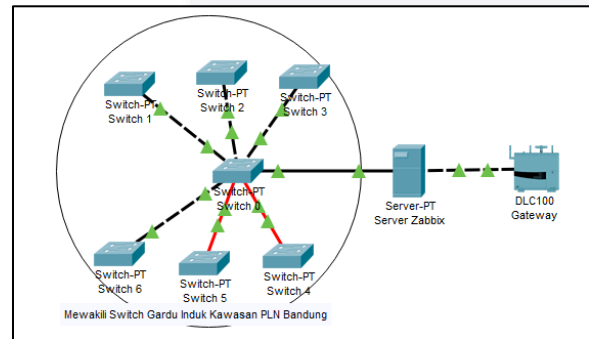 Switch-PT
Switch 1
Switch-PT
Switch 2
Switch-PT
Switch 3
Switch-PT
Switch 0
Server-PT
Server Zabbix
DLC100
Gateway
Switch-PT
Switch 6
Switch-PT
Switch 5
Switch-PT
Switch 4
Mewakili Switch Gardu Induk Kawasan PLN Bandung